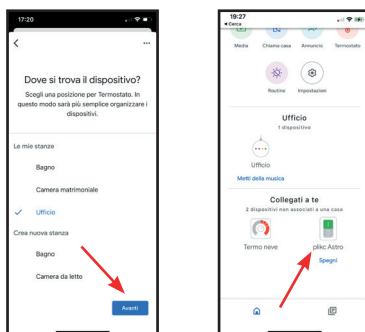 17:20
Dove si trova il dispositivo?
Scegli una posizione per Termostato. In
questo modo sarà più semplice organizzare i
dispositivi.
Le mie stanze
Bagno
Camera matrimoniale
Ufficio
Crea nuova stanza
Bagno
Camera da letto
Avanti
19:27
Cerca
Media
Chiama casa
Annuncio
Termostato
Routine
Impostazioni
Ufficio
1 dispositivo
Ufficio
Metti della musica
Collegati a te
2 dispositivi non associati a una casa
Termo neve
plikc Astro
Spegni